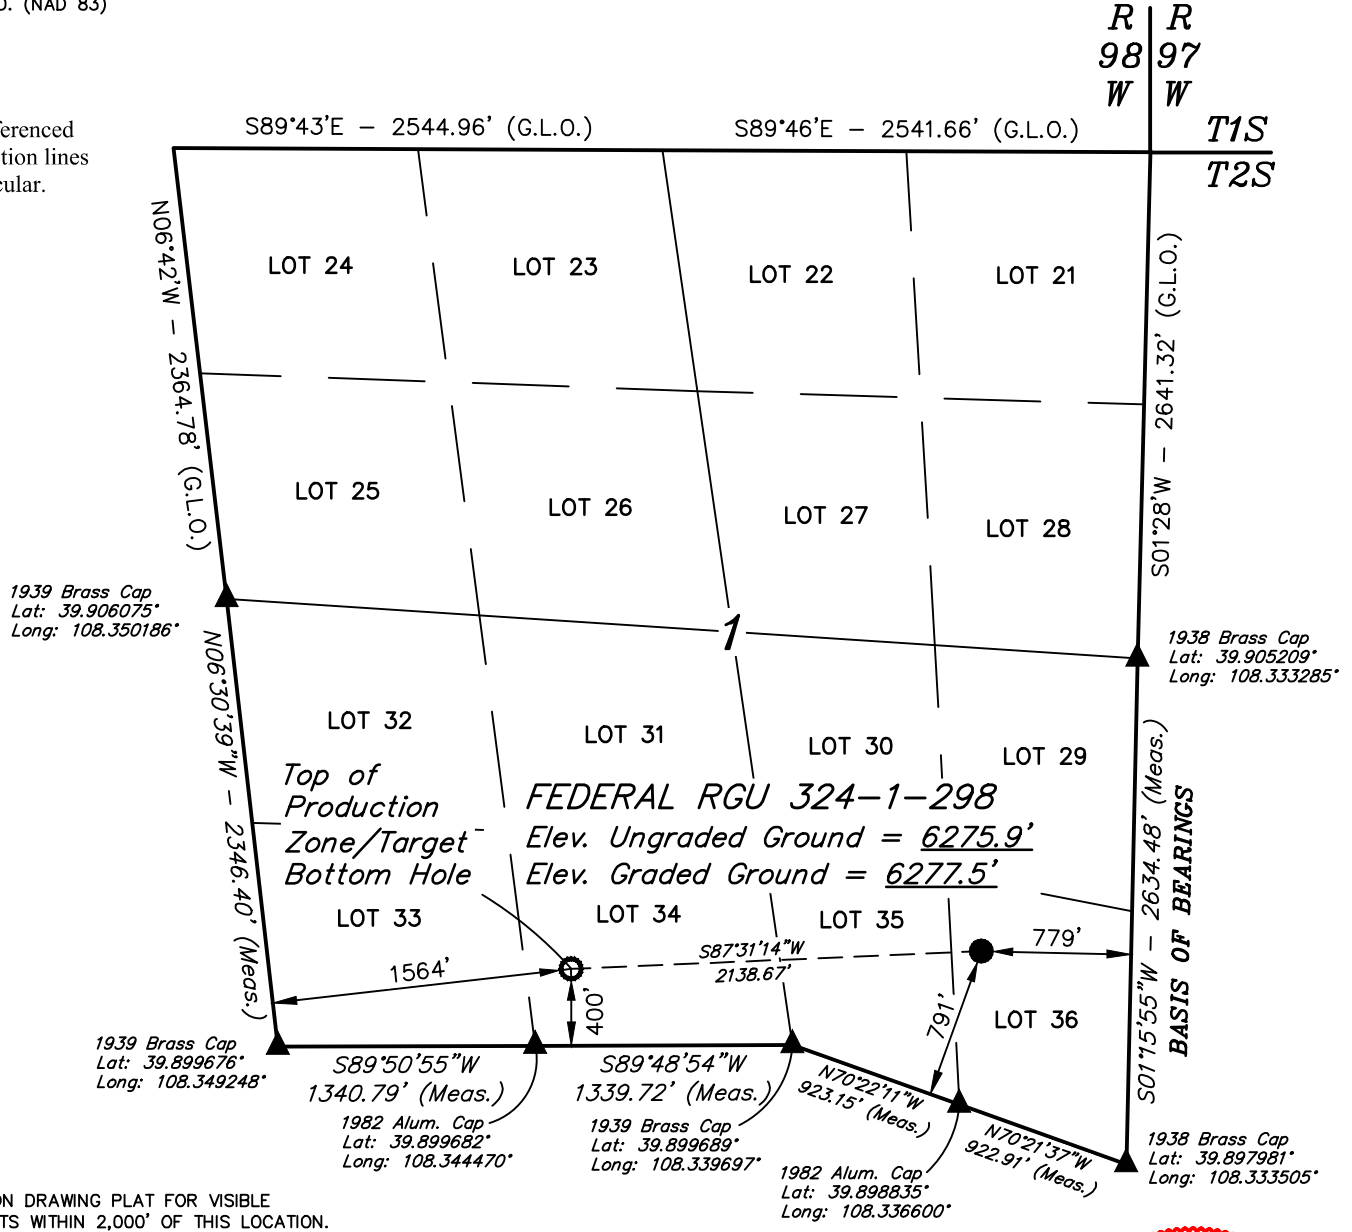 O. (NAD 83)
R R
98 97
W W
T1S
T2S
S89°43'E – 2544.96' (G.L.O.)
S89°46'E – 2541.66' (G.L.O.)
tion lines
cular.
N06°42'W – 2364.78' (G.L.O.)
S01°28'W – 2641.32' (G.L.O.)
LOT 24
LOT 23
LOT 22
LOT 21
LOT 25
LOT 26
LOT 27
LOT 28
1939 Brass Cap
Lat: 39.906075°
Long: 108.350186°
1
1938 Brass Cap
Lat: 39.905209°
Long: 108.333285°
N06°30'39"W – 2346.40' (Meas.)
S01°15'55"W – 2634.48' (Meas.)
BASIS OF BEARINGS
LOT 32
LOT 31
LOT 30
LOT 29
Top of
Production
Zone/Target
Bottom Hole
FEDERAL RGU 324–1–298
Elev. Ungraded Ground = 6275.9'
Elev. Graded Ground = 6277.5'
LOT 33
LOT 34
LOT 35
LOT 36
1564'
400'
S87°31'14"W
2138.67'
779'
791'
1939 Brass Cap
Lat: 39.899676°
Long: 108.349248°
S89°50'55"W
1340.79' (Meas.)
S89°48'54"W
1339.72' (Meas.)
N70°22'11"W
923.15' (Meas.)
N70°21'37"W
922.91' (Meas.)
1982 Alum. Cap
Lat: 39.899682°
Long: 108.344470°
1939 Brass Cap
Lat: 39.899689°
Long: 108.339697°
1982 Alum. Cap
Lat: 39.898835°
Long: 108.336600°
1938 Brass Cap
Lat: 39.897981°
Long: 108.333505°
ON DRAWING PLAT FOR VISIBLE
TS WITHIN 2,000' OF THIS LOCATION.